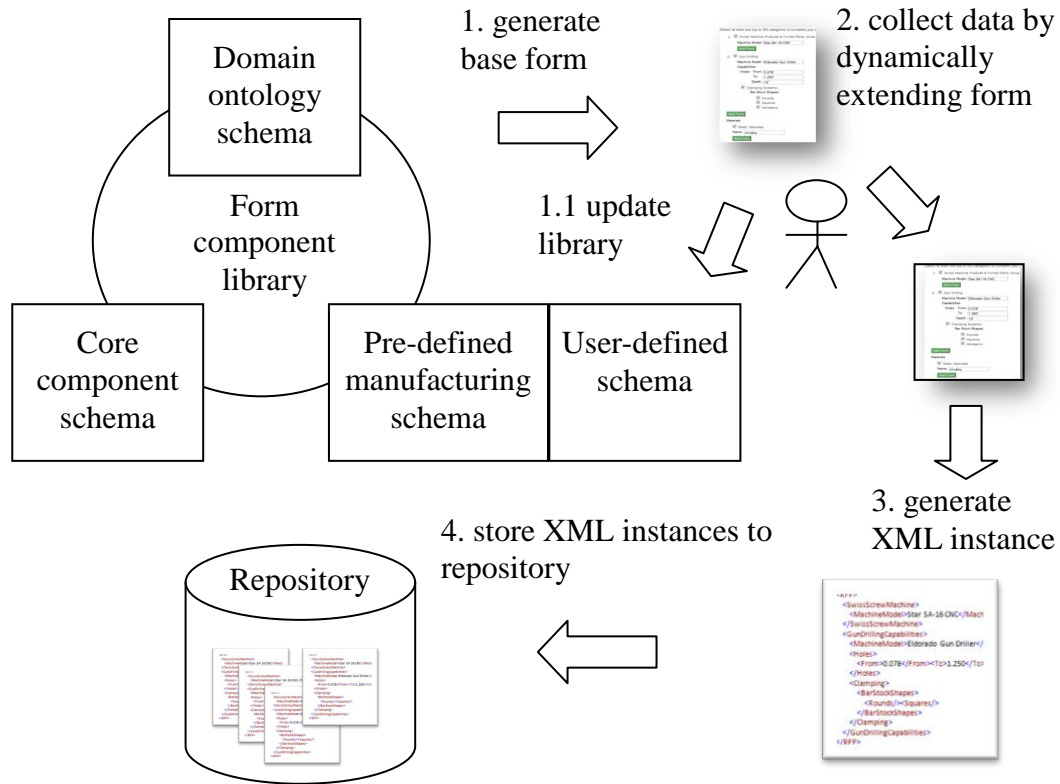 1. generate
base form
2. collect data by
dynamically
extending form
Domain
ontology
schema
Form
component
library
1.1 update
library
Core
component
schema
Pre-defined
manufacturing
schema
User-defined
schema
Machine Model Star SA-16 CNC
Gun Drilling
Machine Model Eldorado Gun Driller
Capabilities
Holes From 0.078"
To
Depth
Clamping Systems
Bar Stock Shapes
Rounds
Squares
Hexagons
Materials
Name
3. generate
XML instance
4. store XML instances to
repository
Repository
<RFP>
<SwissScrewMachine>
<MachineModel>Star SA-16 CNC</Mach
</SwissScrewMachine>
<GunDrillingCapabilities>
<MachineModel>Eldorado Gun Driller</
<Holes>
<From>0.078</From><To>1.250</To>
</Holes>
<Clamping>
<BarStockShapes>
<Rounds/><Squares/>
</BarStockShapes>
</Clamping>
</GunDrillingCapabilities>
</RFP>